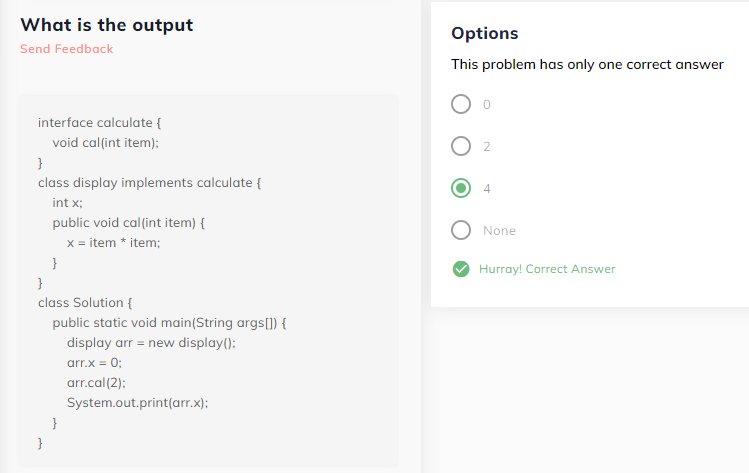 What is the output
Send Feedback
interface calculate {
void cal(int item);
}
class display implements calculate {
int x;
public void cal(int item) {
x = item * item;
}
}
class Solution {
public static void main(String args[]) {
display arr = new display();
arr.x = 0;
arr.cal(2);
System.out.print(arr.x);
}
}
Options
This problem has only one correct answer
0
2
4
None
Hurray! Correct Answer